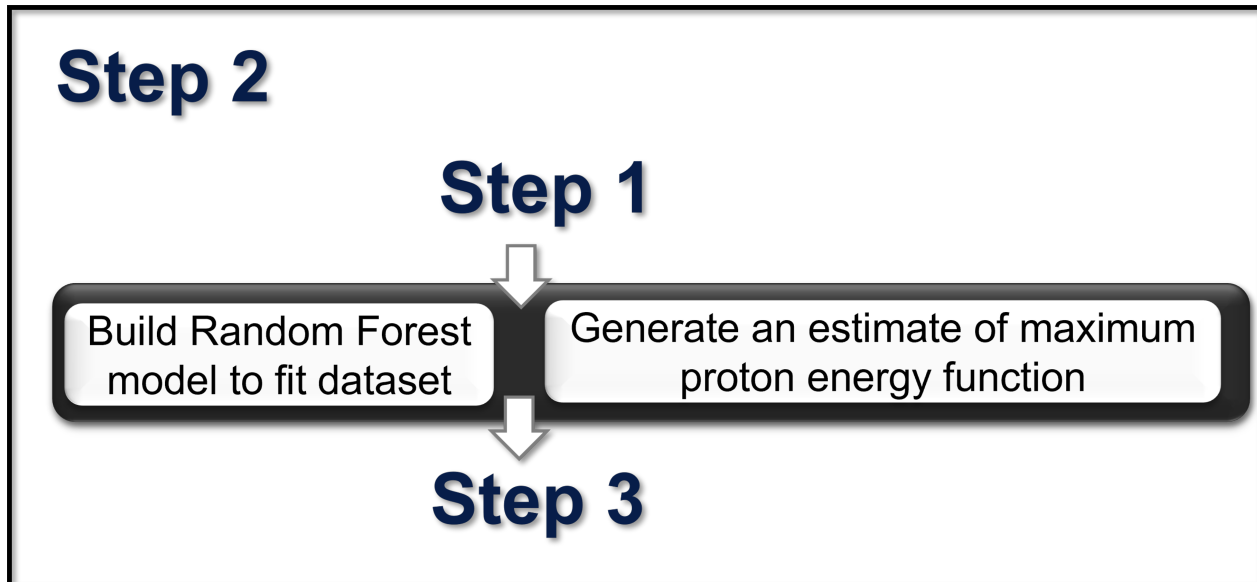 Step 2
Step 1
Build Random Forest
model to fit dataset
Generate an estimate of maximum
proton energy function
Step 3